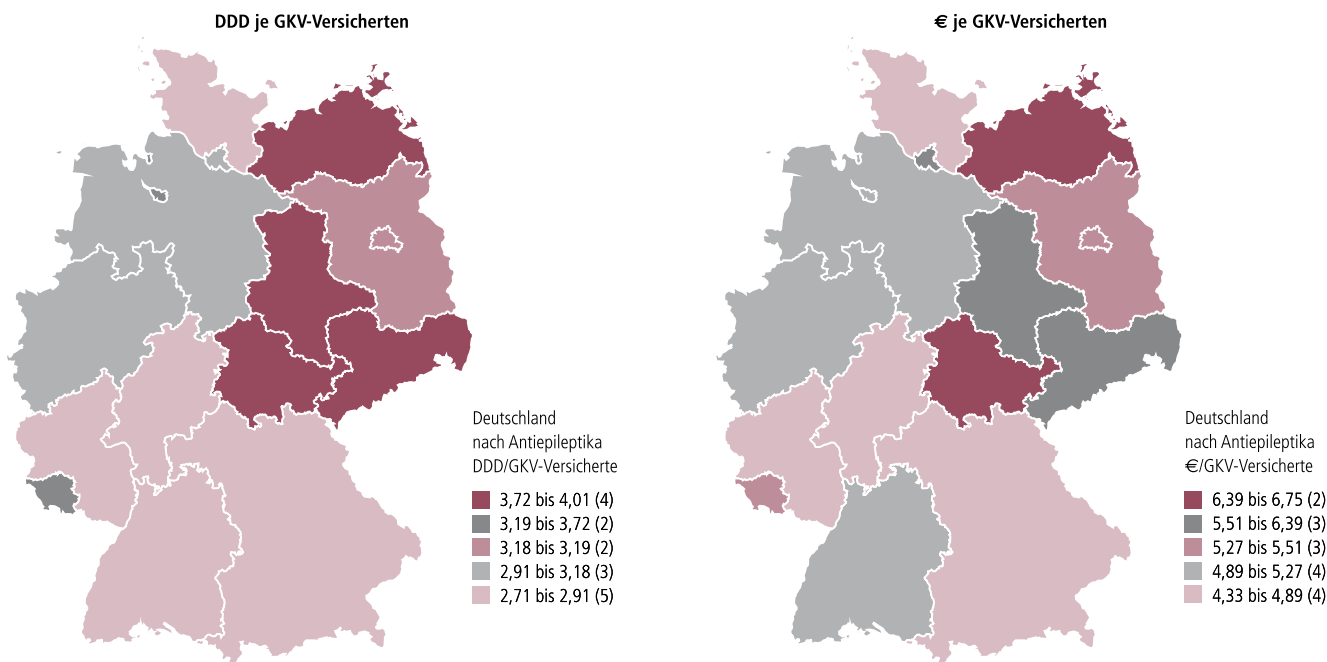 DDD je GKV-Versicherten
€ je GKV-Versicherten
Deutschland
nach Antiepileptika
DDD/GKV-Versicherte
3,72 bis 4,01 (4)
3,19 bis 3,72 (2)
3,18 bis 3,19 (2)
2,91 bis 3,18 (3)
2,71 bis 2,91 (5)
Deutschland
nach Antiepileptika
€/GKV-Versicherte
6,39 bis 6,75 (2)
5,51 bis 6,39 (3)
5,27 bis 5,51 (3)
4,89 bis 5,27 (4)
4,33 bis 4,89 (4)